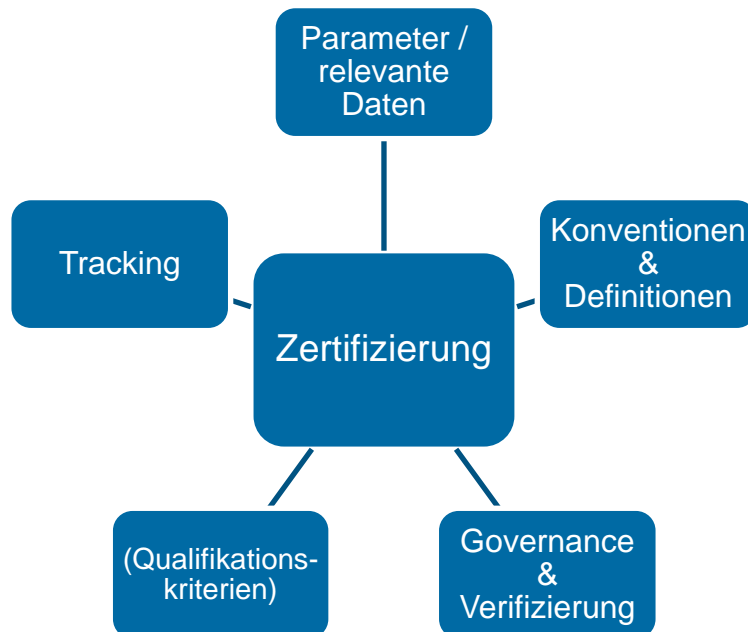 Parameter /
relevante
Daten
Tracking
Konventionen
&
Definitionen
Zertifizierung
(Qualifikations-
kriterien)
Governance
&
Verifizierung